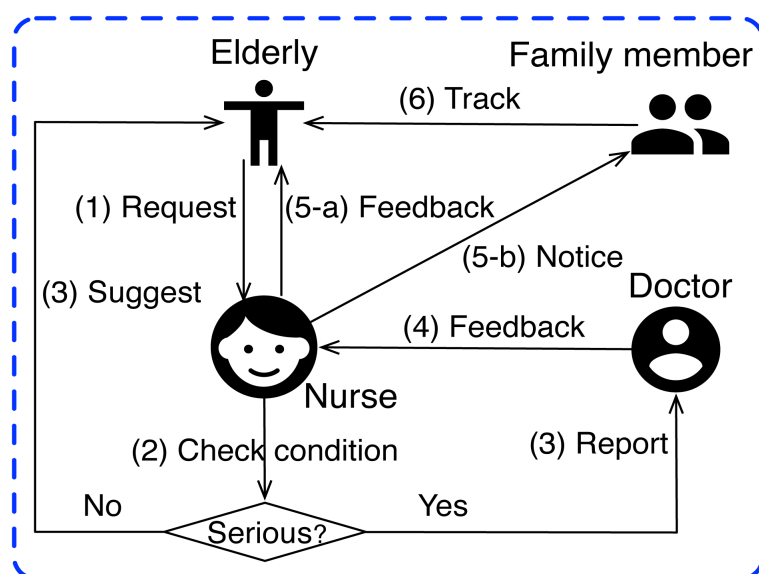 Elderly
Family member
(6) Track
(1) Request
(5-a) Feedback
(5-b) Notice
(3) Suggest
Doctor
(4) Feedback
Nurse
(2) Check condition
(3) Report
No
Yes
Serious?